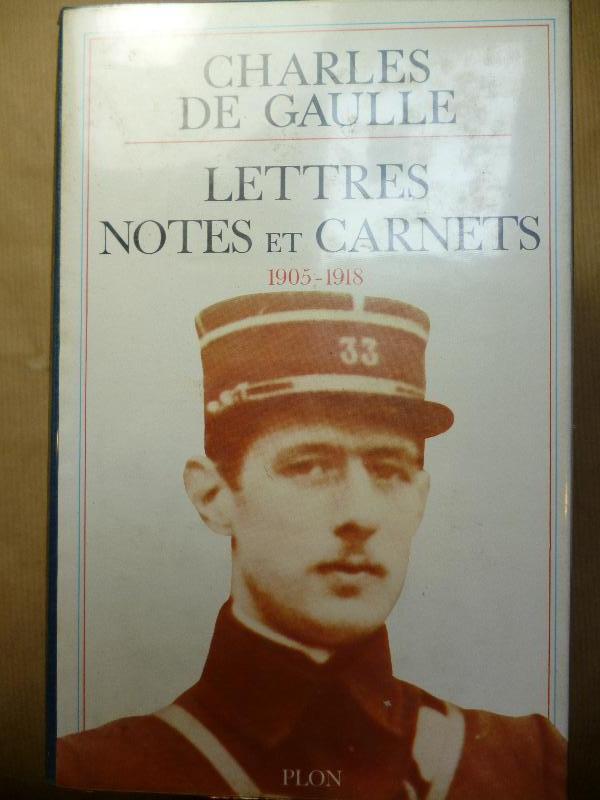 CHARLES
DE GAULLE
LETTRES
NOTES ET CARNETS
1905-1918
33
PLON